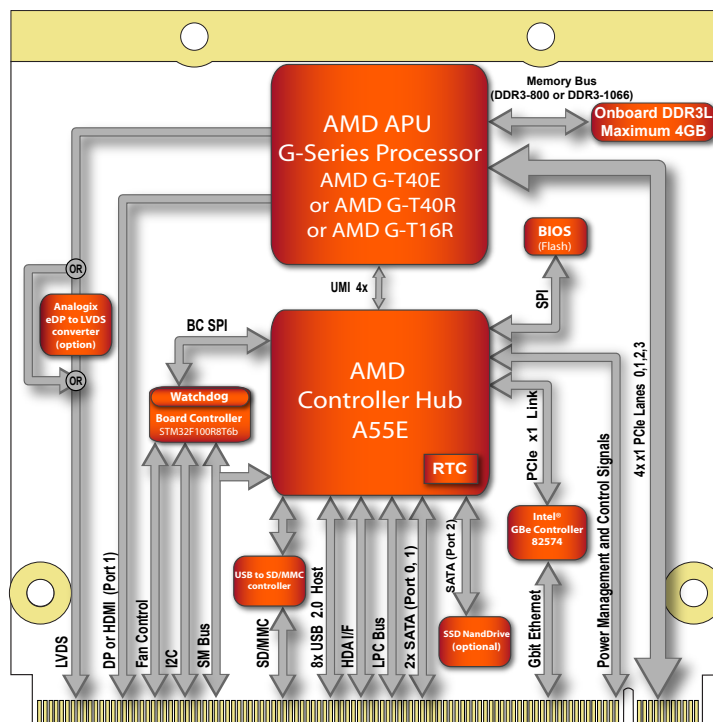 Memory Bus
(DDR3-800 or DDR3-1066)
Onboard DDR3L
Maximum 4GB
AMD APU
G-Series Processor
AMD G-T40E
or AMD G-T40R
or AMD G-T16R
BIOS
(Flash)
SPI
UMI 4x
OR
Analogix
eDP to LVDS
converter
(option)
OR
BC SPI
Watchdog
Board Controller
STM32F100R8T6b
AMD
Controller Hub
A55E
RTC
PCIe x1 Link
4x x1 PCIe Lanes 0,1,2,3
Intel®
GBe Controller
82574
USB to SD/MMC
controller
SATA (Port 2)
SSD NandDrive
(optional)
LVDS
DP or HDMI (Port 1)
Fan Control
I2C
SM Bus
SD/MMC
8x USB 2.0 Host
HDA I/F
LPC Bus
2x SATA (Port 0, 1)
Gbit Ethernet
Power Management and Control Signals